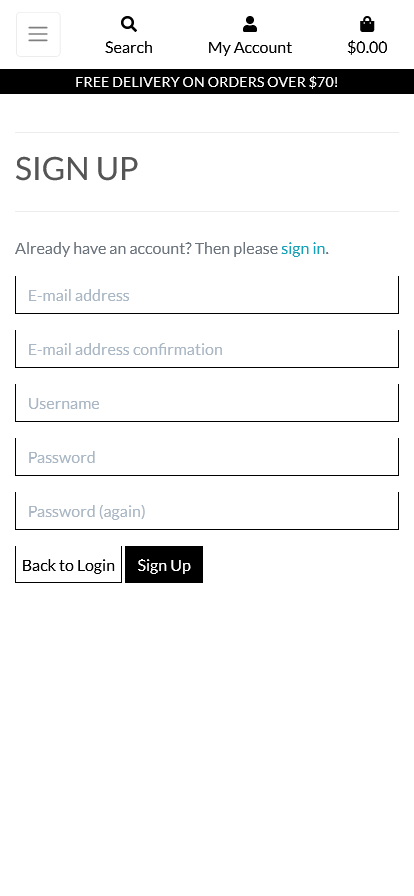 Search
My Account
$0.00
FREE DELIVERY ON ORDERS OVER $70!
SIGN UP
Already have an account? Then please sign in.
E-mail address
E-mail address confirmation
Username
Password
Password (again)
Back to Login
Sign Up